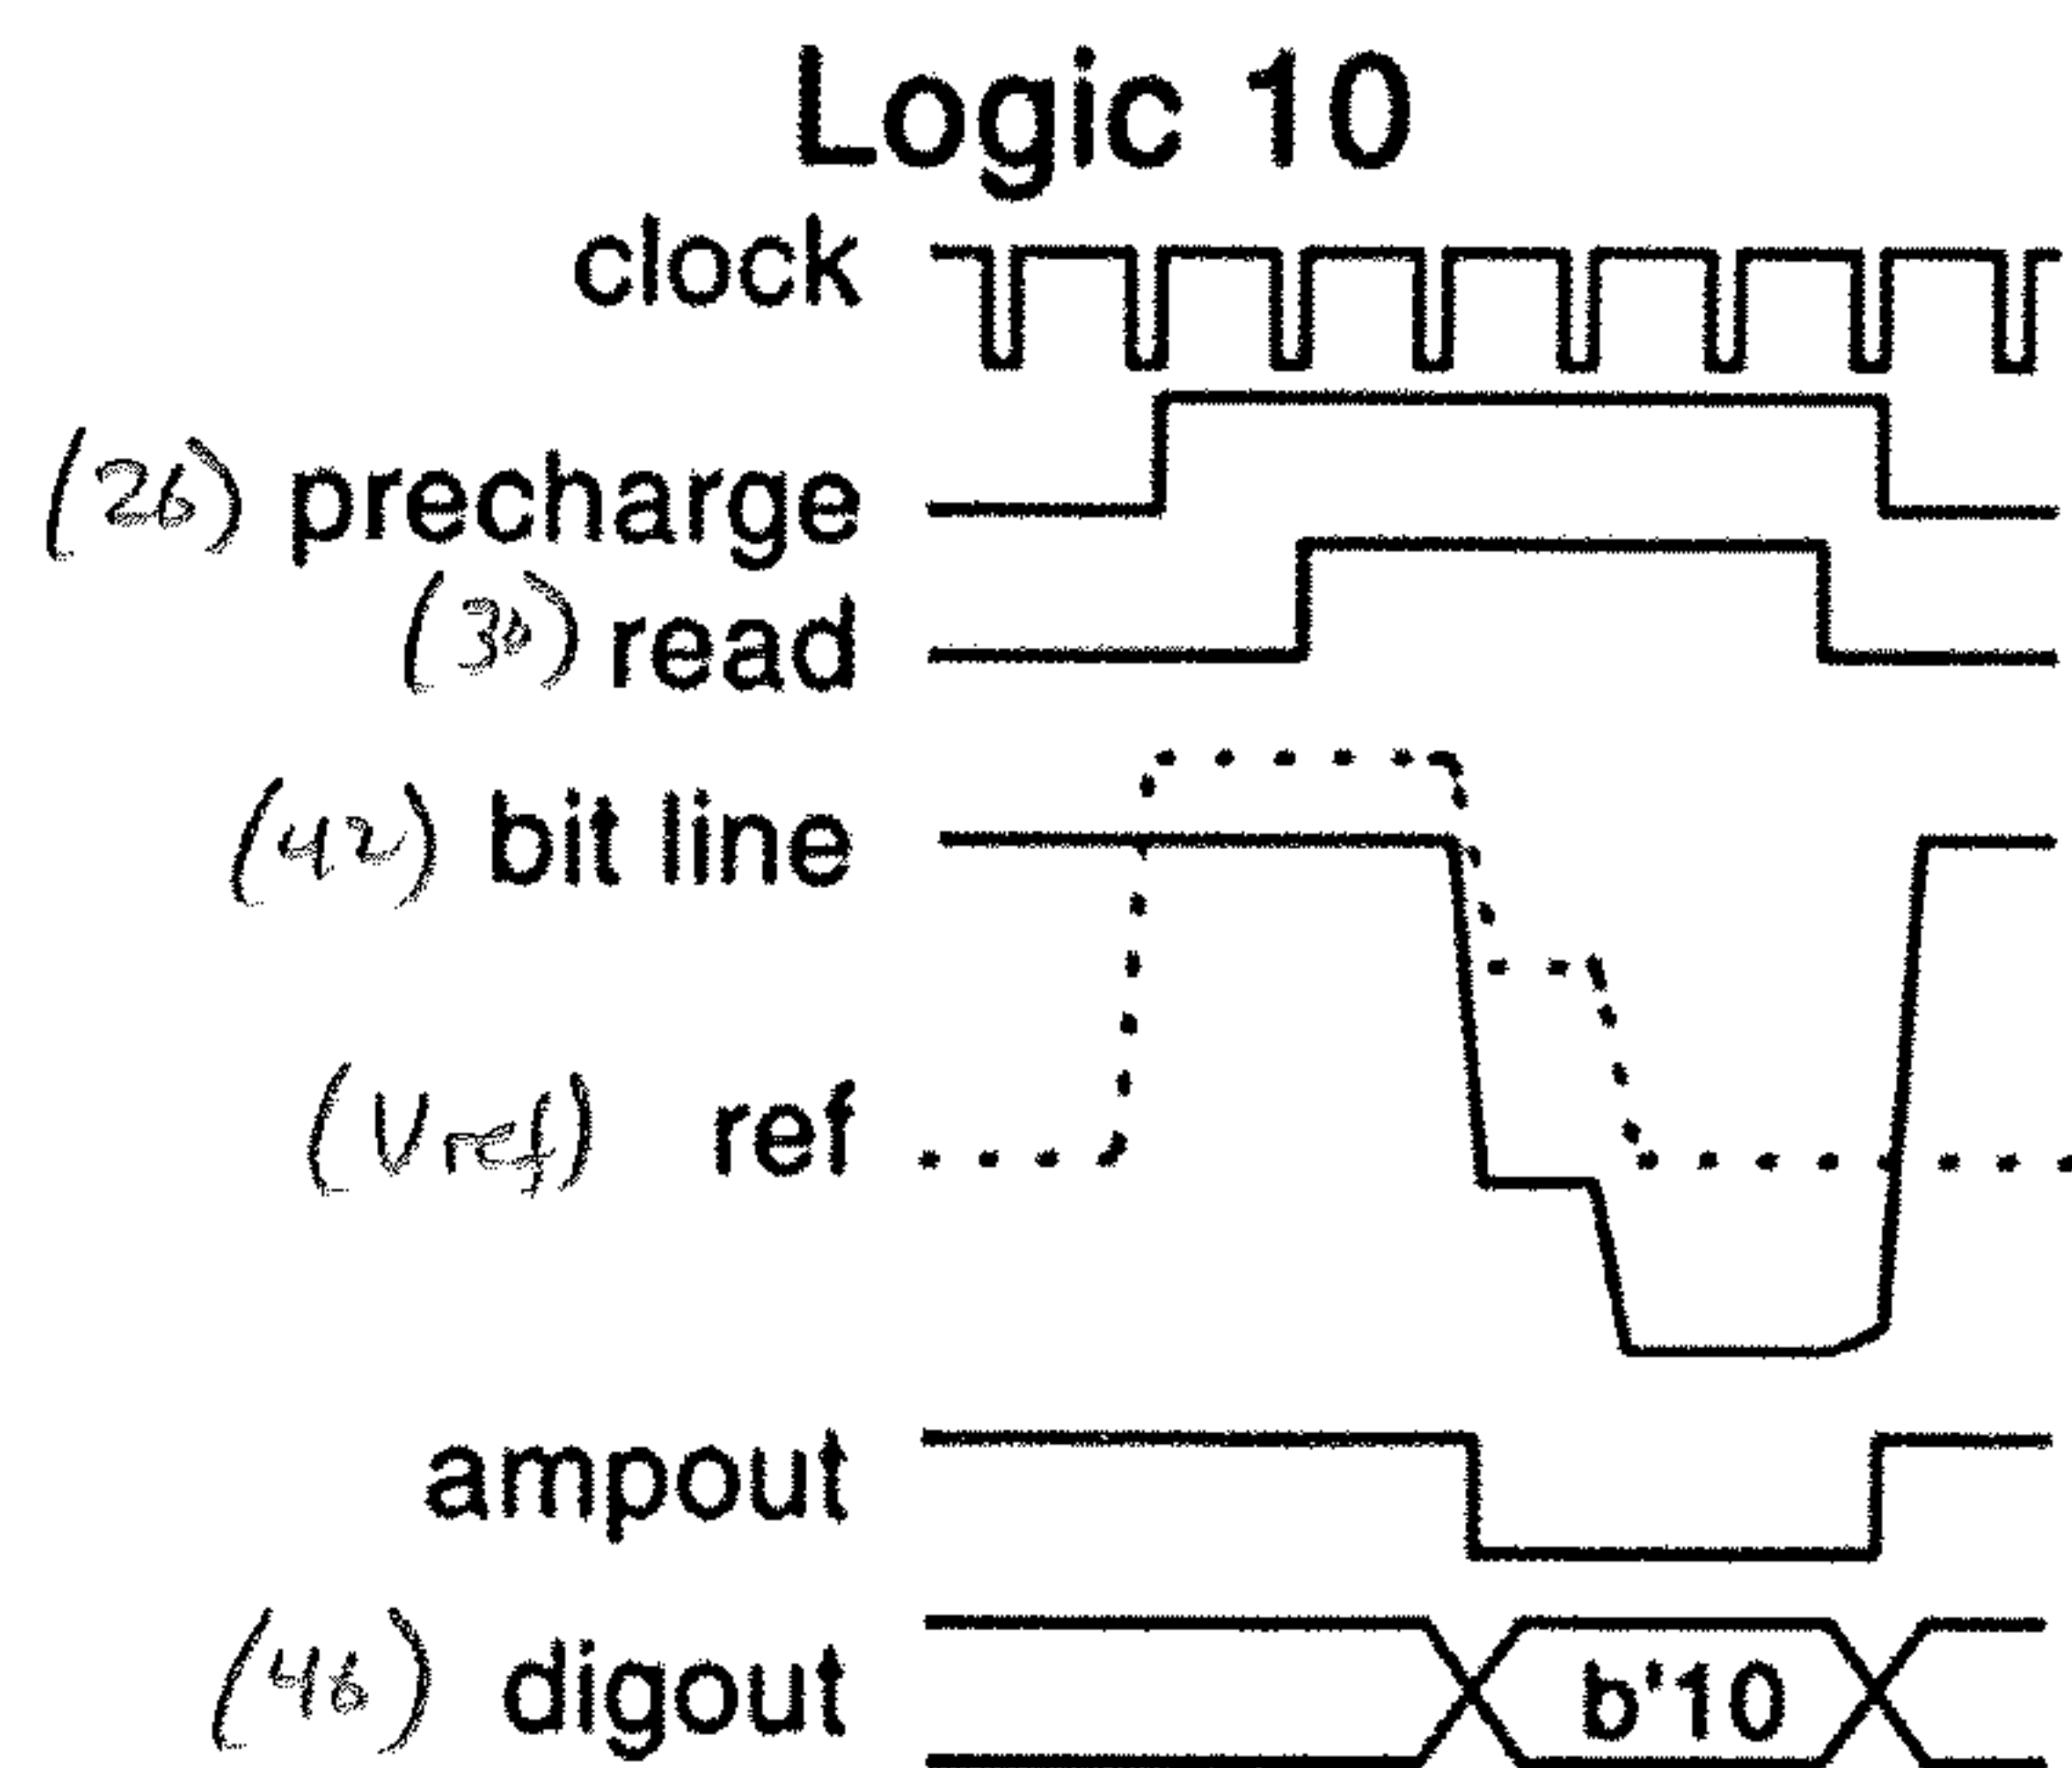 Logic 10
clock
(26) precharge
(30) read
(42) bit line
(Vref) ref
ampout
(46) digout
b'10